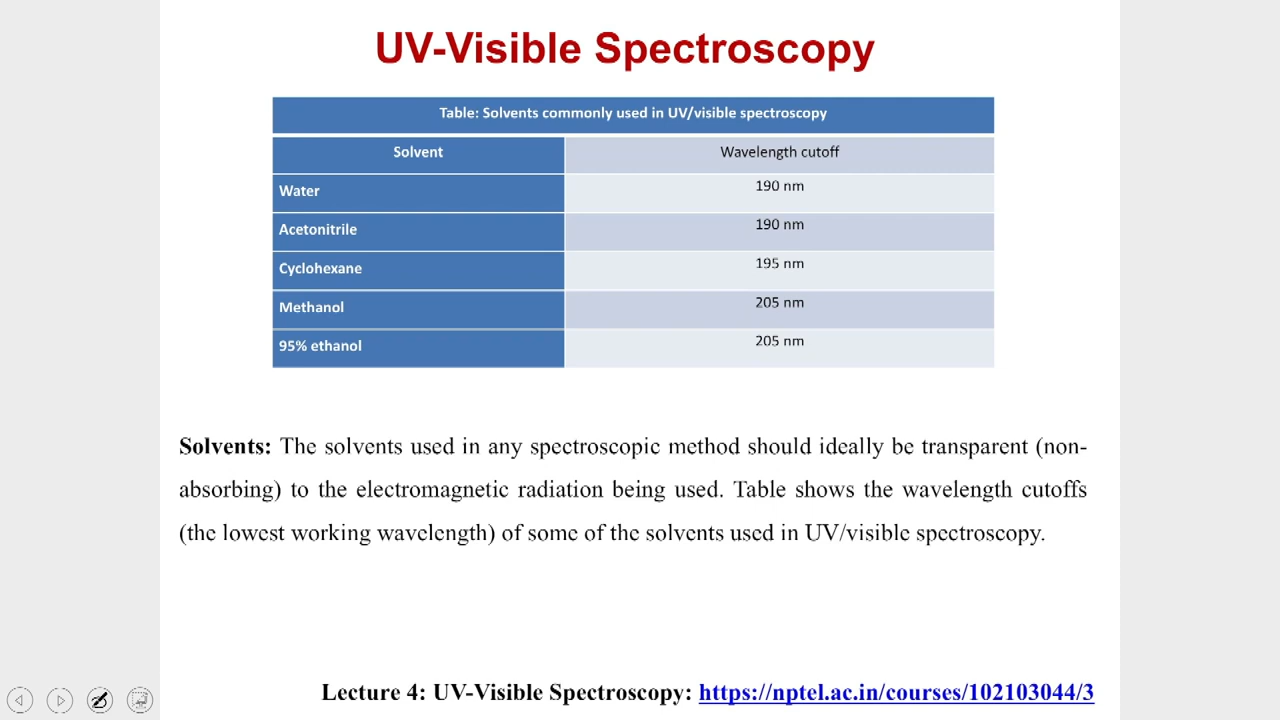 UV-Visible Spectroscopy
Table: Solvents commonly used in UV/visible spectroscopy
Solvent Wavelength cutoff
Water 190 nm
Acetonitrile 190 nm
Cyclohexane 195 nm
Methanol 205 nm
95% ethanol 205 nm
Solvents: The solvents used in any spectroscopic method should ideally be transparent (non-
absorbing) to the electromagnetic radiation being used. Table shows the wavelength cutoffs
(the lowest working wavelength) of some of the solvents used in UV/visible spectroscopy.
Lecture 4: UV-Visible Spectroscopy: https://nptel.ac.in/courses/102103044/3